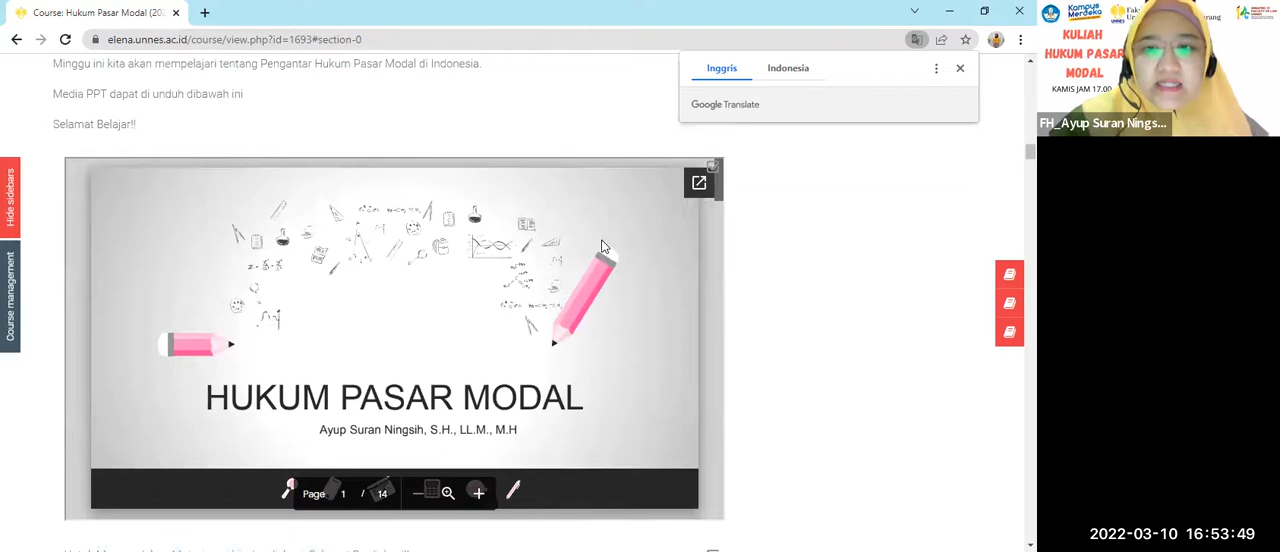 Course: Hukum Pasar Modal (202
elena.unnes.ac.id/course/view.php?id=1693#section-0
Minggu ini kita akan mempelajari tentang Pengantar Hukum Pasar Modal di Indonesia.
Media PPT dapat di unduh dibawah ini
Selamat Belajar!!
Inggris
Indonesia
Google Translate
Hide sidebars
Course management
HUKUM PASAR MODAL
Ayup Suran Ningsih, S.H., LL.M., M.H
Page 1 / 14
Kampus
Merdeka
UNNES
KULIAH
HUKUM PASAR
MODAL
KAMIS JAM 17.00
FH_Ayup Suran Nings...
2022-03-10 16:53:49